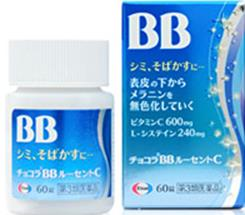 BB
シミ、そばかすに…
チョコラBBルーセントC
60錠 第3類医薬品
BB
シミ、そばかすに…
表皮の下から
メラニンを
無色化していく
ビタミンC 600mg
L-システイン 240mg
チョコラBBルーセントC
60錠 第3類医薬品